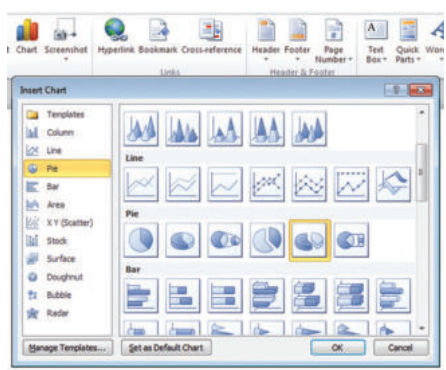 Chart Screenshot Hyperlink Bookmark Cross-reference Header Footer Page Number Text Box Quick Parts
Links
Header & Footer
Insert Chart
Templates
Column
Line
Pie
Bar
Area
X Y (Scatter)
Stock
Surface
Doughnut
Bubble
Radar
Line
Pie
Bar
Manage Templates...
Set as Default Chart
OK
Cancel